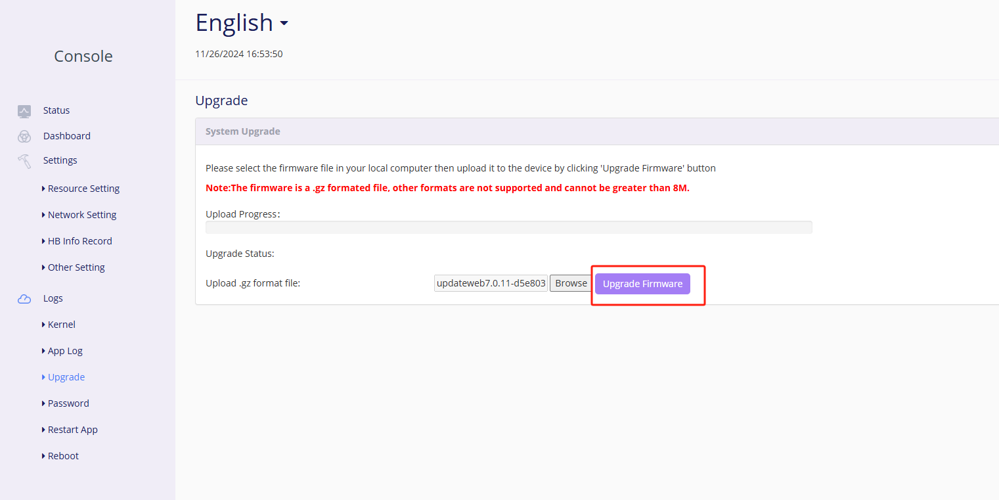 English
11/26/2024 16:53:50
Console
Status
Dashboard
Settings
Resource Setting
Network Setting
HB Info Record
Other Setting
Logs
Kernel
App Log
Upgrade
Password
Restart App
Reboot
Upgrade
System Upgrade
Please select the firmware file in your local computer then upload it to the device by clicking 'Upgrade Firmware' button
Note:The firmware is a .gz formated file, other formats are not supported and cannot be greater than 8M.
Upload Progress：
Upgrade Status:
Upload .gz format file: updateweb7.0.11-d5e803 Browse Upgrade Firmware